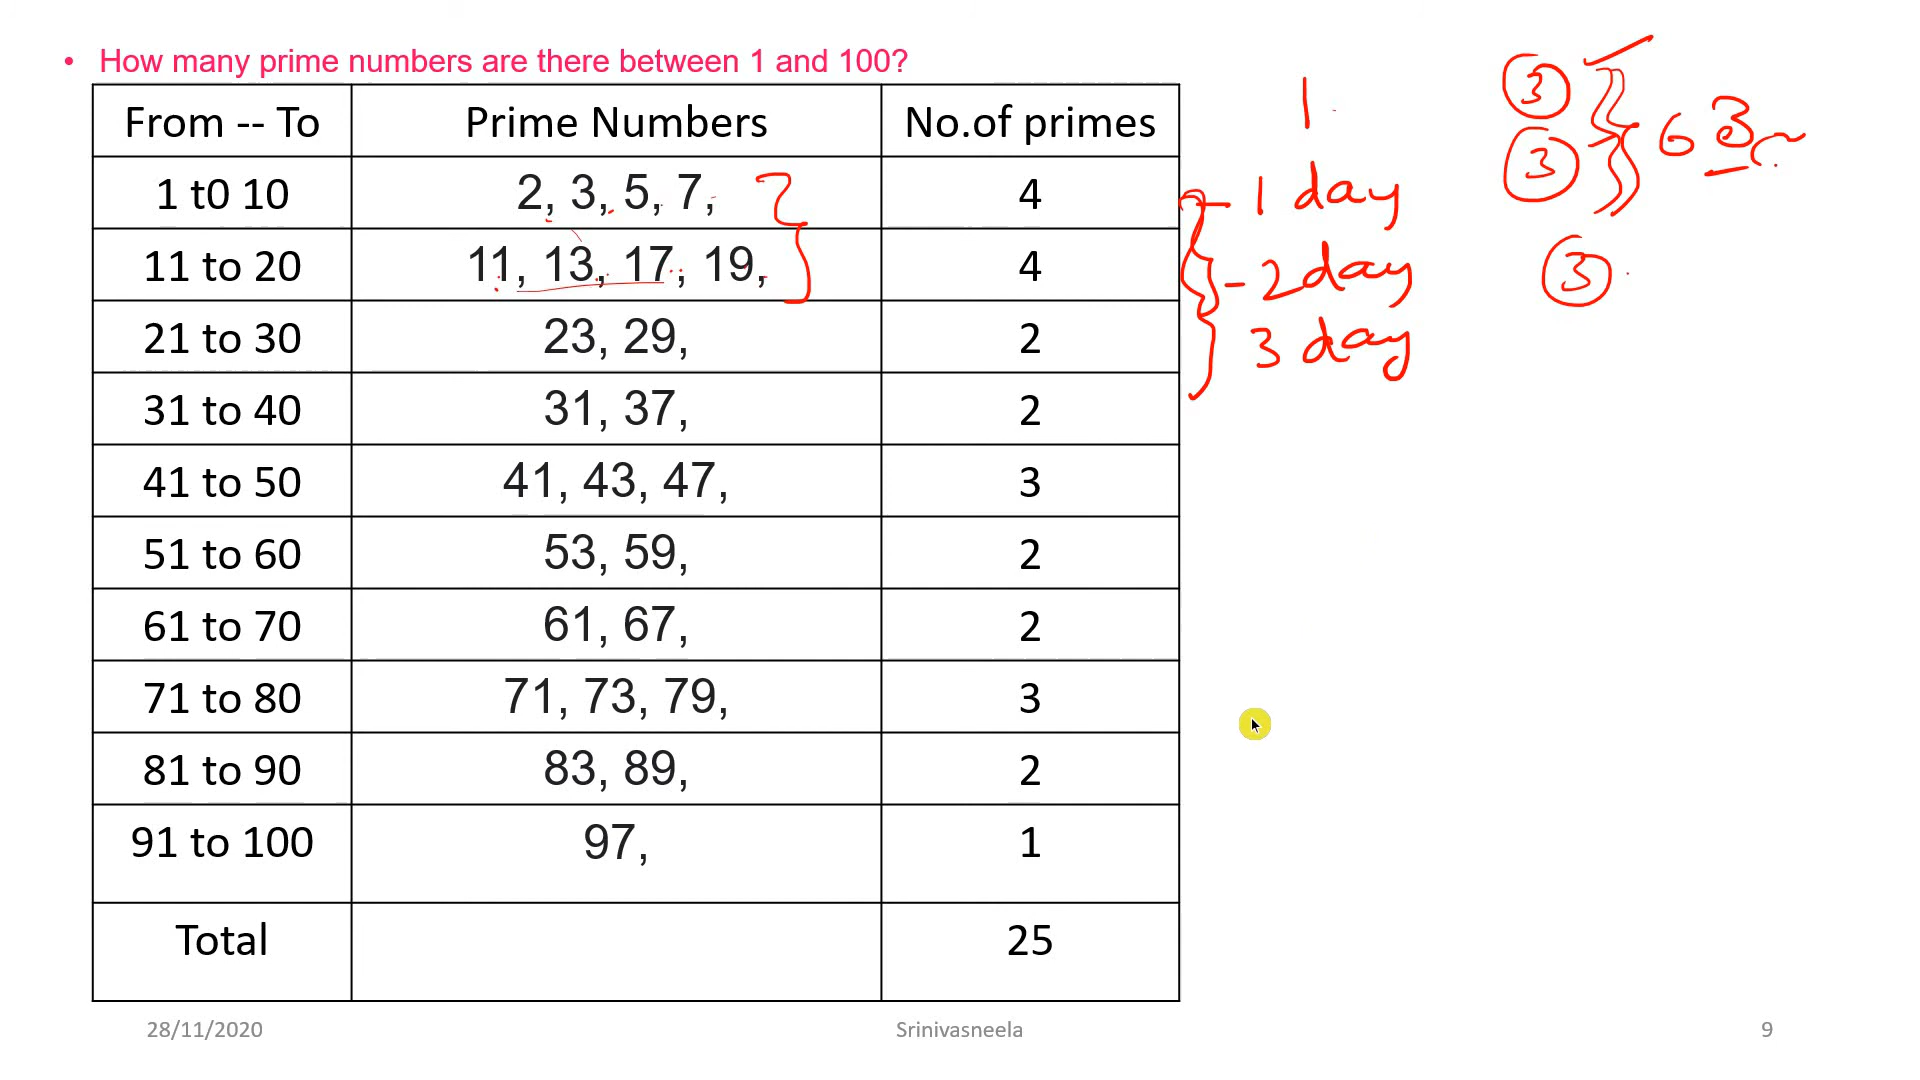 • How many prime numbers are there between 1 and 100?
From -- To Prime Numbers No.of primes
1 t0 10 2, 3, 5, 7, 4
11 to 20 11, 13, 17, 19, 4
21 to 30 23, 29, 2
31 to 40 31, 37, 2
41 to 50 41, 43, 47, 3
51 to 60 53, 59, 2
61 to 70 61, 67, 2
71 to 80 71, 73, 79, 3
81 to 90 83, 89, 2
91 to 100 97, 1
Total 25
1
- 1 day
- 2 day
3 day
3
3
6 3
3
28/11/2020 Srinivasneela 9